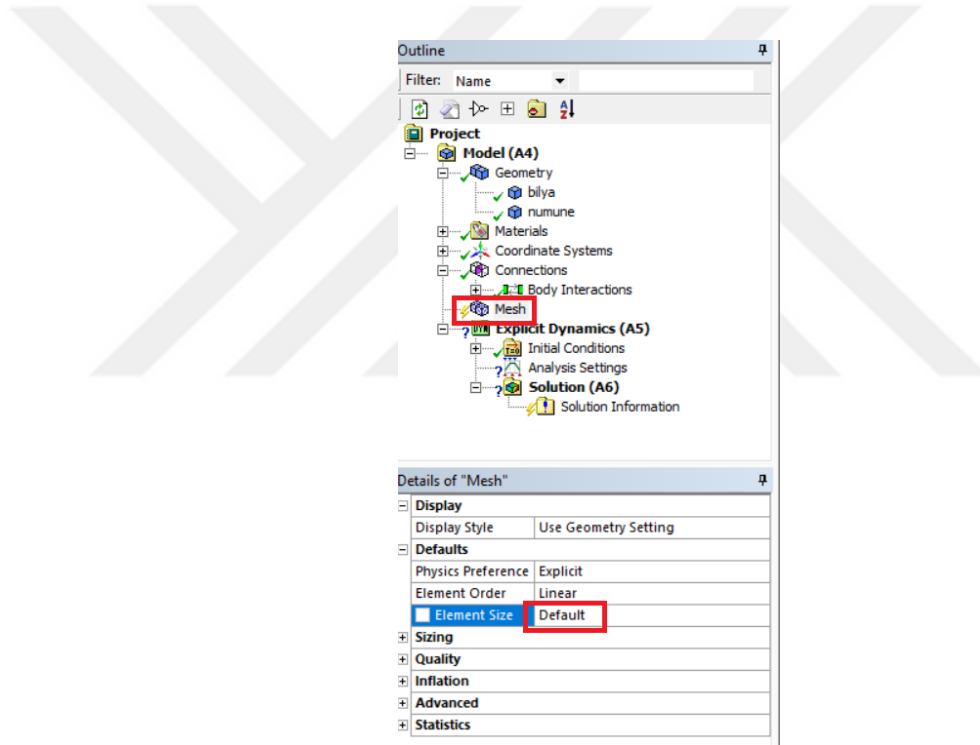 Outline
Filter: Name
Project
Model (A4)
Geometry
bilya
numune
Materials
Coordinate Systems
Connections
Body Interactions
Mesh
Explicit Dynamics (A5)
Initial Conditions
Analysis Settings
Solution (A6)
Solution Information
Details of "Mesh"
Display
Display Style Use Geometry Setting
Defaults
Physics Preference Explicit
Element Order Linear
Element Size Default
Sizing
Quality
Inflation
Advanced
Statistics